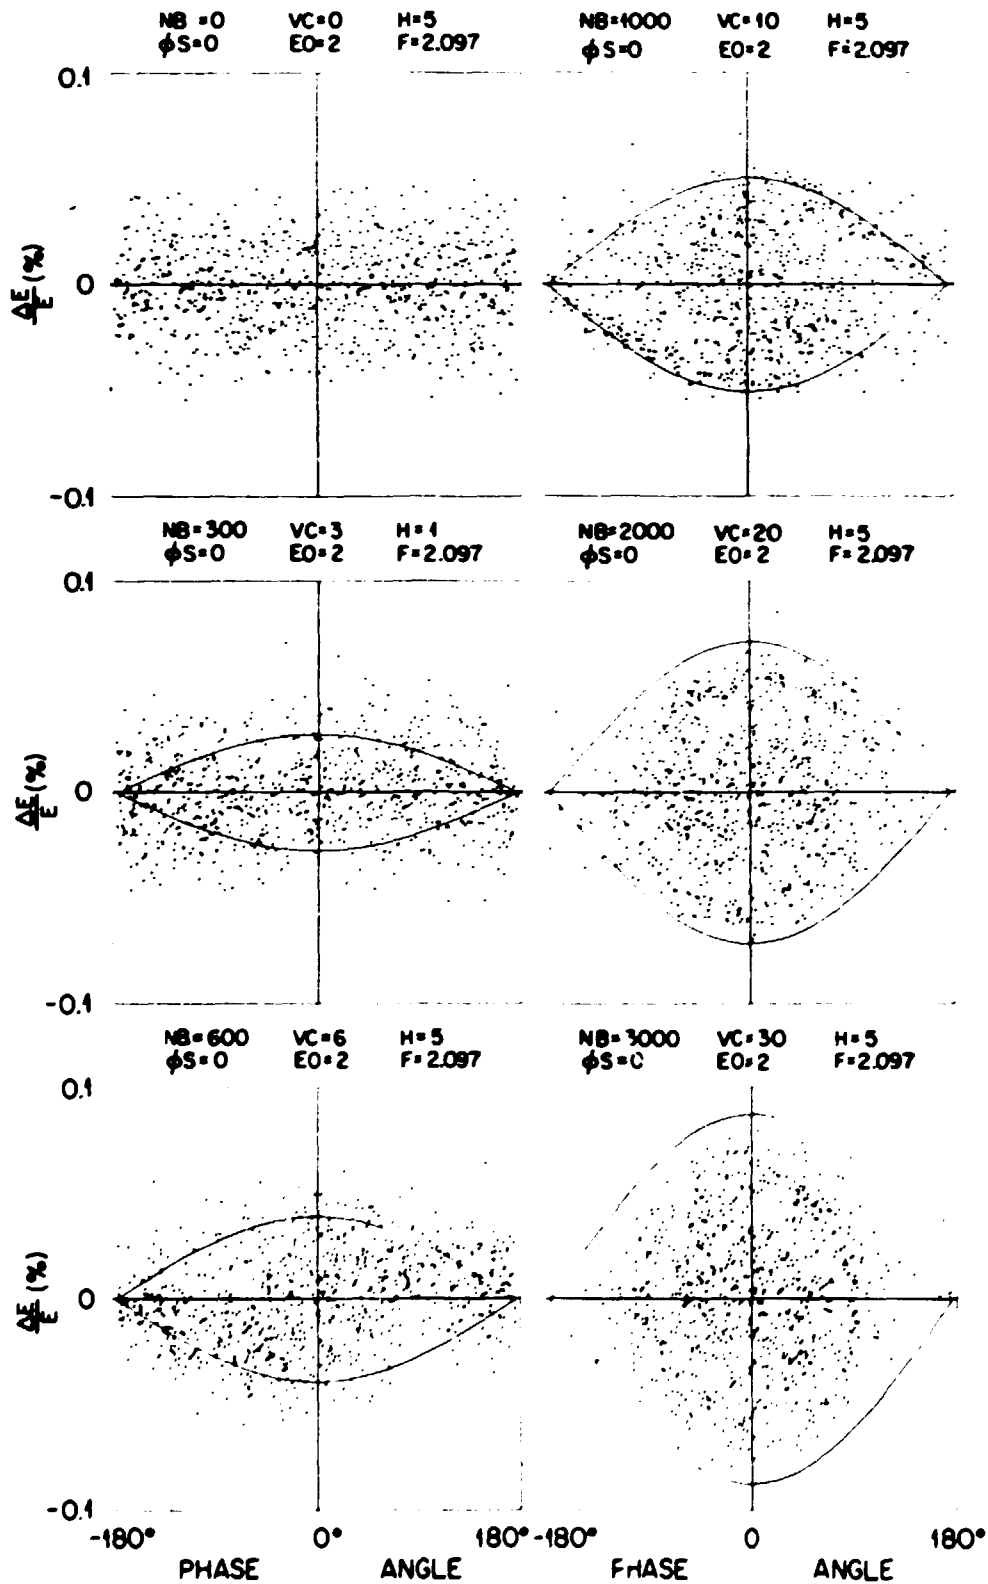 NB=0 VC=0 H=5
ϕS=0 E0=2 F=2.097
0.1
0
-0.1
ΔE/E (%)
NB=1000 VC=10 H=5
ϕS=0 E0=2 F=2.097
NB=300 VC=3 H=1
ϕS=0 E0=2 F=2.097
0.1
0
-0.1
ΔE/E (%)
NB=2000 VC=20 H=5
ϕS=0 E0=2 F=2.097
NB=600 VC=6 H=5
ϕS=0 E0=2 F=2.097
0.1
0
-0.1
ΔE/E (%)
-180° 0° 180°
PHASE ANGLE
NB=3000 VC=30 H=5
ϕS=0 E0=2 F=2.097
-180° 0 180°
PHASE ANGLE